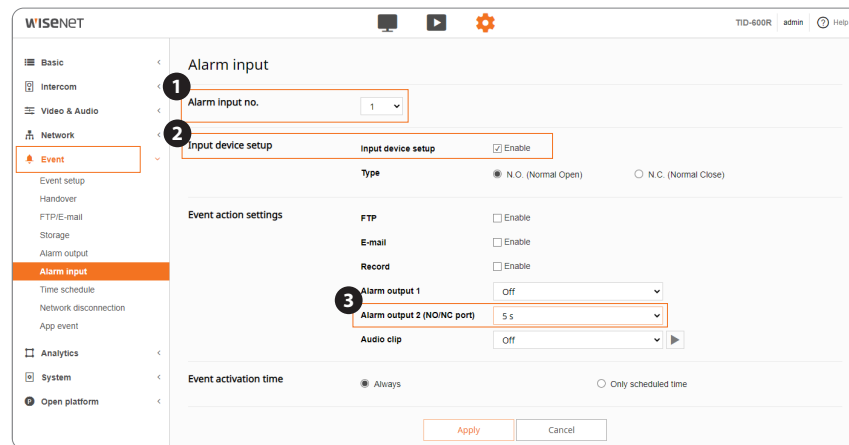 WISENET
TID-600R admin ? Help
Basic
Intercom
Video & Audio
Network
Event
Event setup
Handover
FTP/E-mail
Storage
Alarm output
Alarm input
Time schedule
Network disconnection
App event
Analytics
System
Open platform
Alarm input
1
Alarm input no. 1
2
Input device setup Input device setup Enable
Type N.O. (Normal Open) N.C. (Normal Close)
Event action settings FTP Enable
E-mail Enable
Record Enable
Alarm output 1 Off
3
Alarm output 2 (NO/NC port) 5 s
Audio clip Off
Event activation time Always Only scheduled time
Apply Cancel